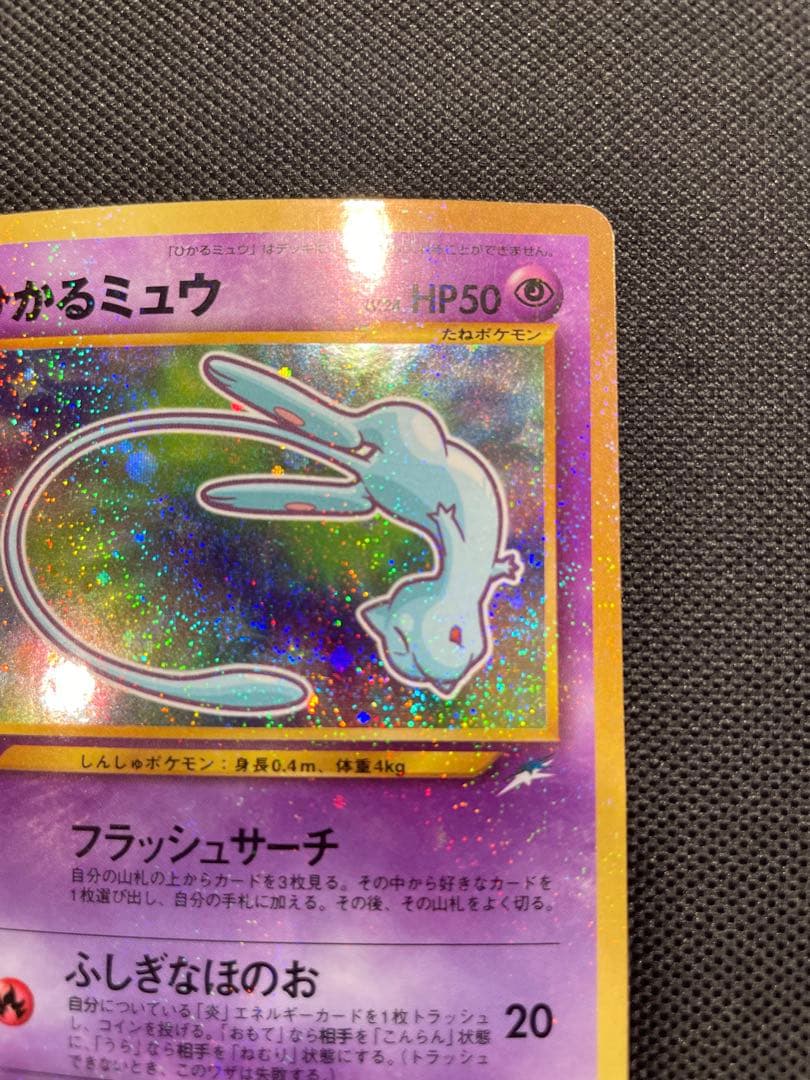 「ひかるミュウ」はデッキに ことができません。
かるミュウ
LV.24 HP50
たねポケモン
しんしゅポケモン：身長0.4m、体重4kg
フラッシュサーチ
自分の山札の上からカードを3枚見る。その中から好きなカードを
1枚選び出し、自分の手札に加える。その後、その山札をよく切る。
ふしぎなほのお
自分についている「炎」エネルギーカードを1枚トラッシュ
し、コインを投げる。「おもて」なら相手を「こんらん」状態
に、「うら」なら相手を「ねむり」状態にする。（トラッシュ
できないとき、このワザは失敗する。）
20